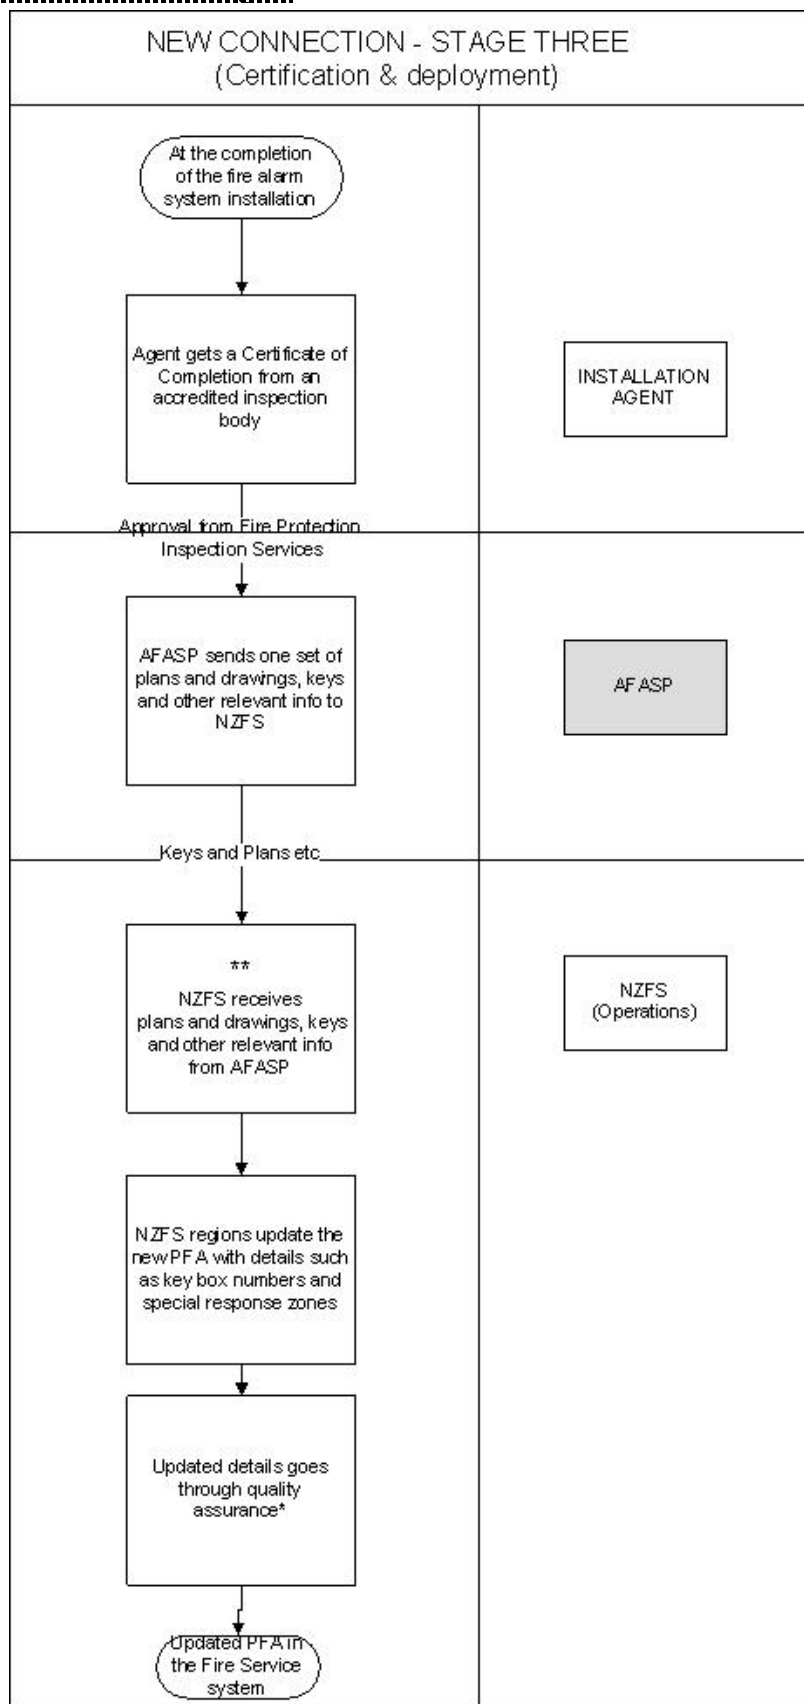 NEW CONNECTION - STAGE THREE
(Certification & deployment)
At the completion
of the fire alarm
system installation
Agent gets a Certificate of
Completion from an
accredited inspection
body
INSTALLATION
AGENT
Approval from Fire Protection
Inspection Services
AFASP sends one set of
plans and drawings, keys
and other relevant info to
NZFS
AFASP
Keys and Plans etc
**
NZFS receives
plans and drawings, keys
and other relevant info
from AFASP
NZFS
(Operations)
NZFS regions update the
new PFA with details such
as key box numbers and
special response zones
Updated details goes
through quality
assurance*
Updated PFA in
the Fire Service
system